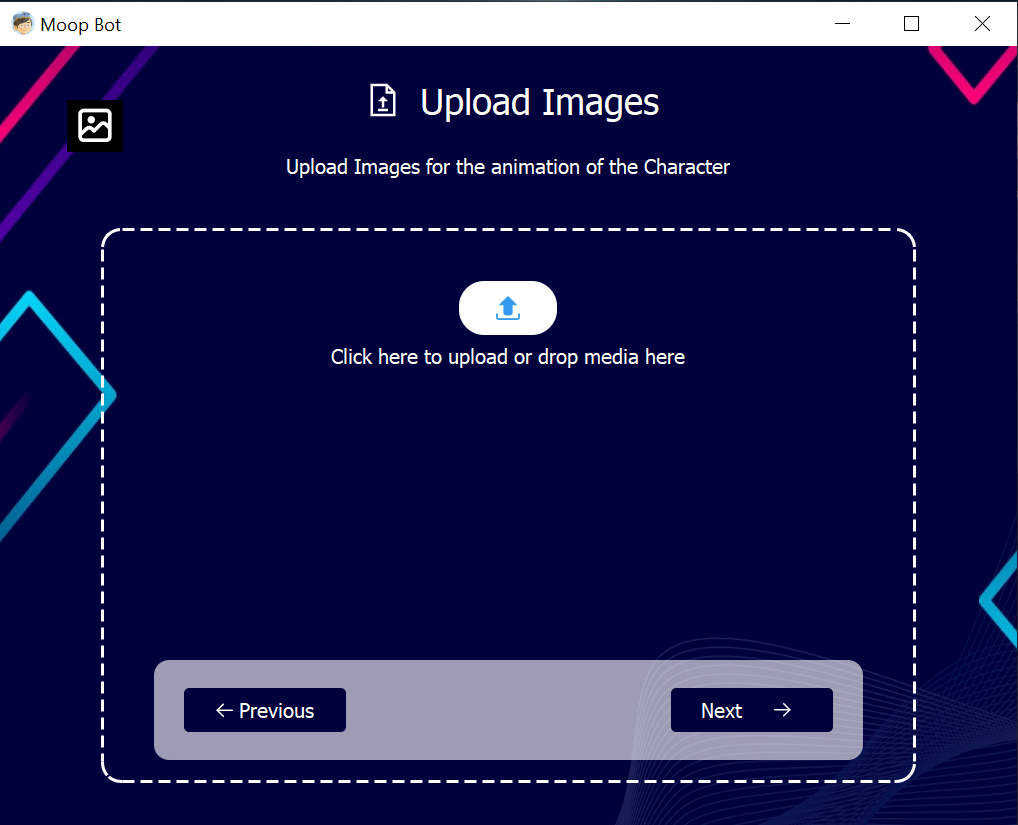 Moop Bot
Upload Images
Upload Images for the animation of the Character
Click here to upload or drop media here
Previous
Next